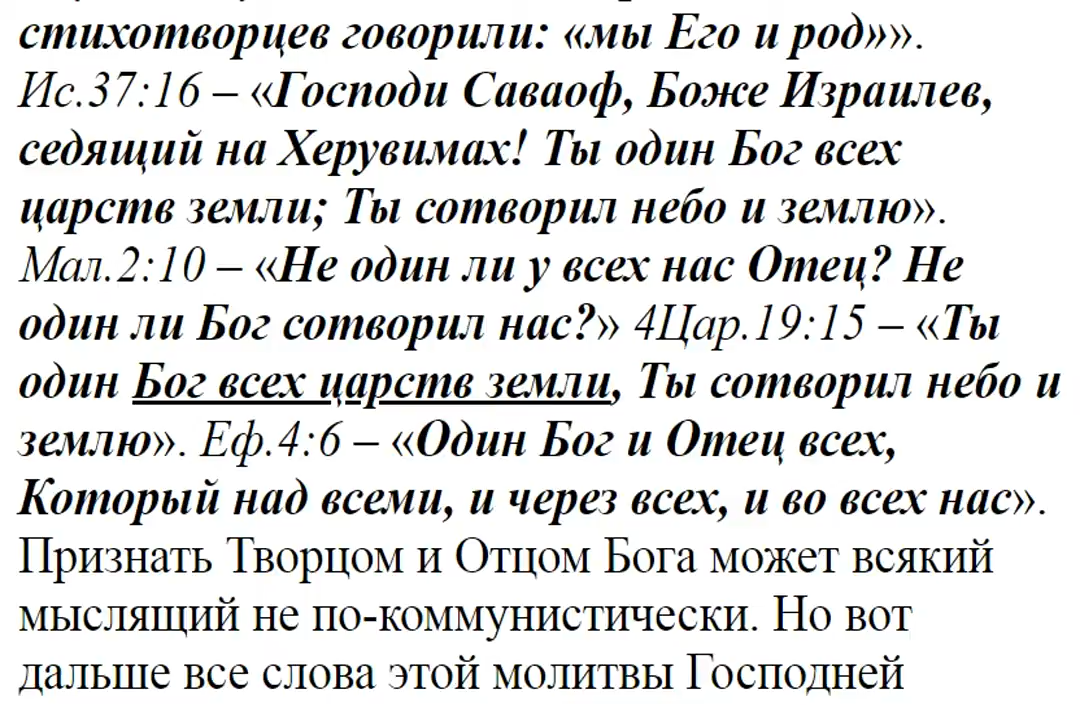 стихотворцев говорили: «мы Его и род»».
Ис.37:16 – «Господи Саваоф, Боже Израилев,
седящий на Херувимах! Ты один Бог всех
царств земли; Ты сотворил небо и землю».
Мал.2:10 – «Не один ли у всех нас Отец? Не
один ли Бог сотворил нас?» 4Цар.19:15 – «Ты
один Бог всех царств земли, Ты сотворил небо и
землю». Еф.4:6 – «Один Бог и Отец всех,
Который над всеми, и через всех, и во всех нас».
Признать Творцом и Отцом Бога может всякий
мыслящий не по-коммунистически. Но вот
дальше все слова этой молитвы Господней